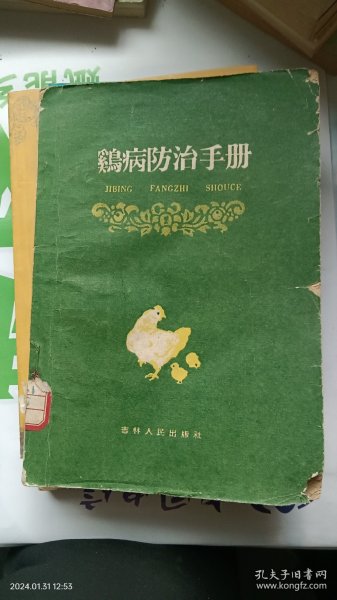 鷄病防治手册
JIBING FANGZHI SHOUCE
吉林人民出版社
2024.01.31 12:53
孔夫子旧书网
www.kongfz.com